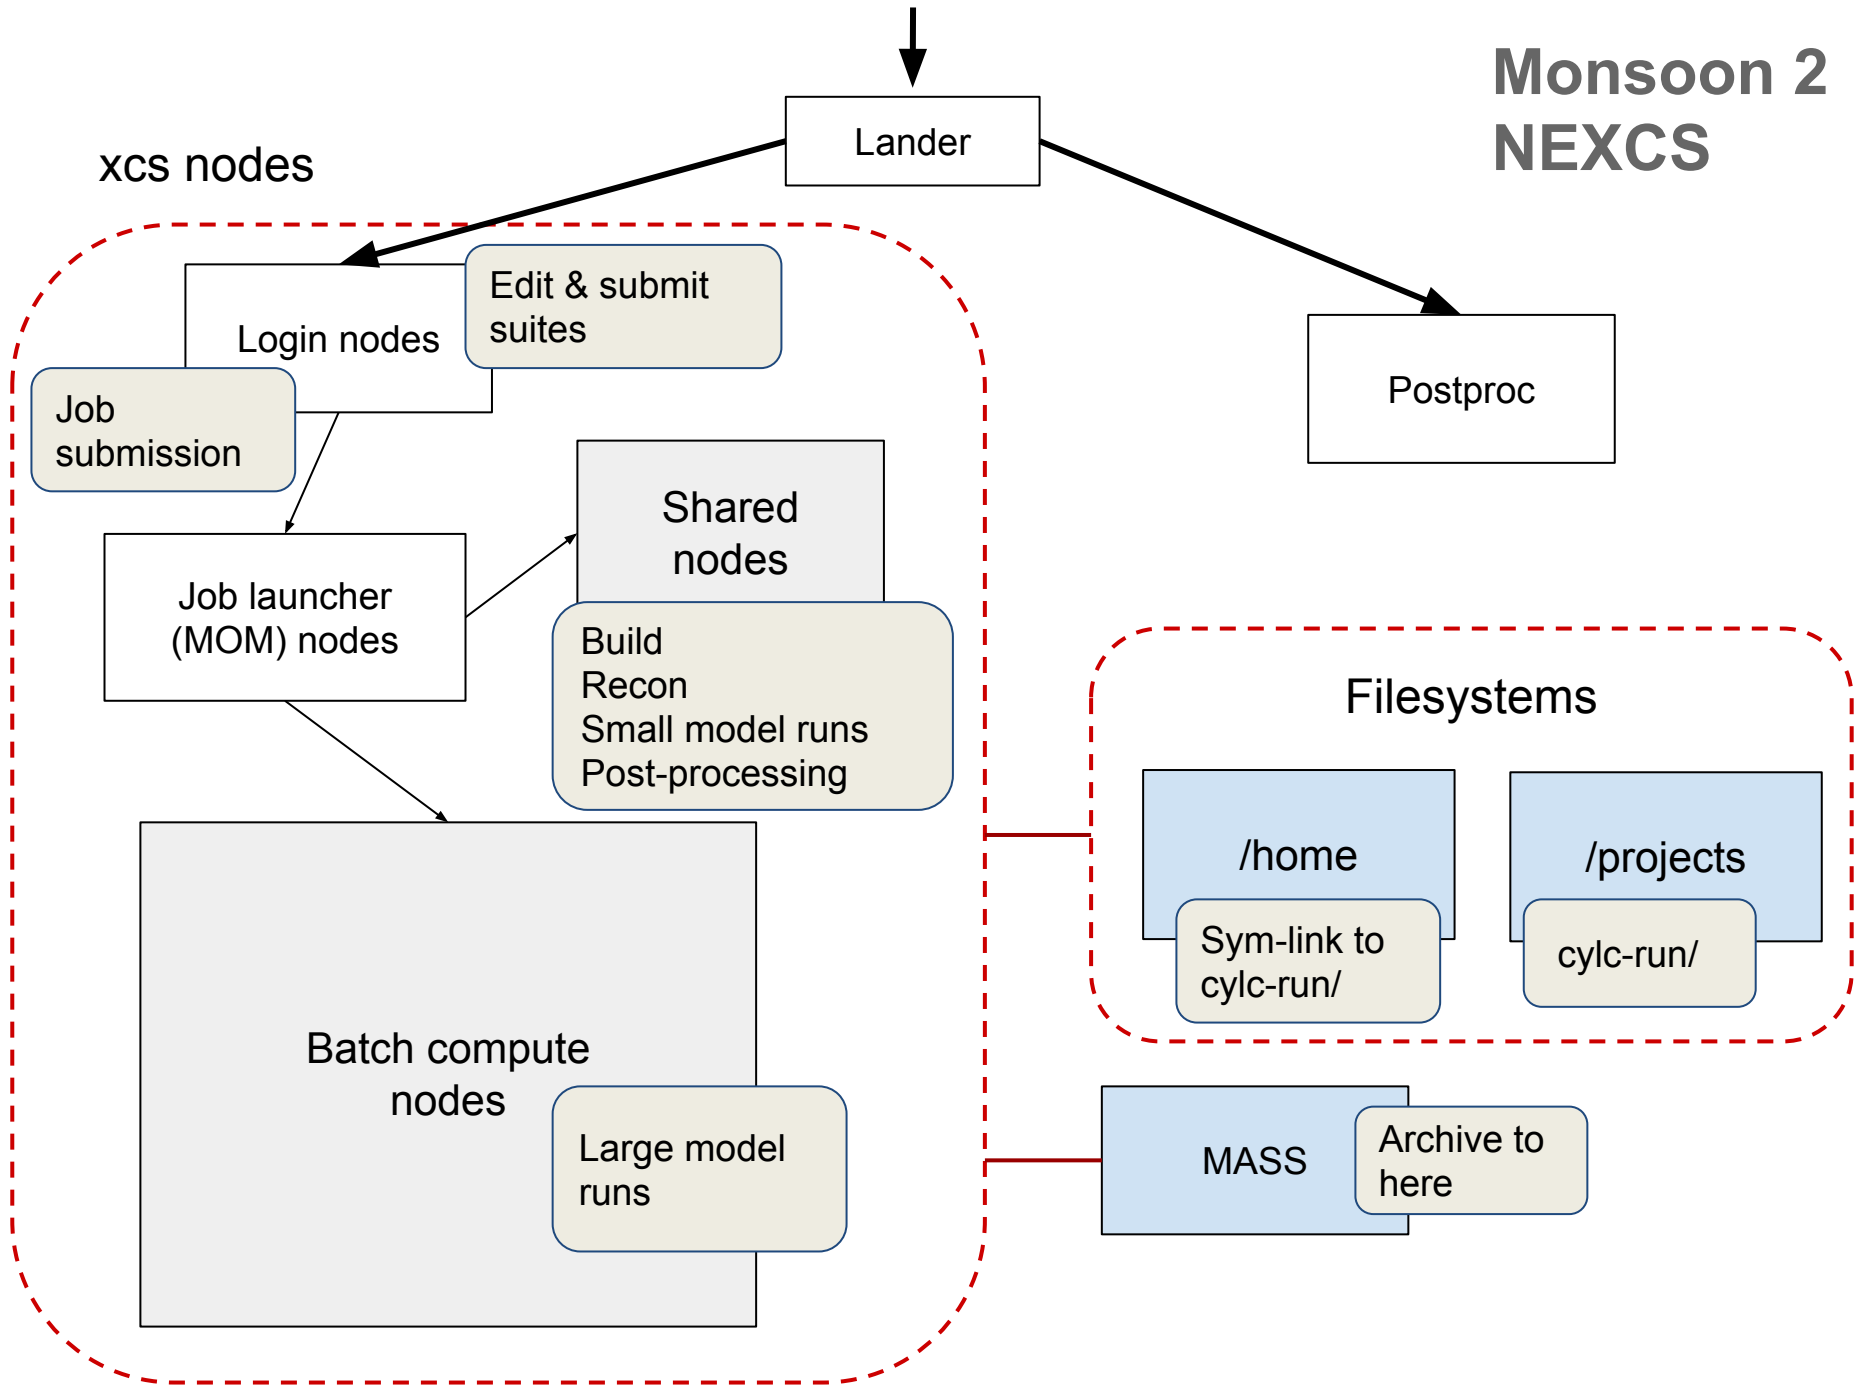 Monsoon 2
NEXCS
Lander
xcs nodes
Edit & submit
suites
Login nodes
Postproc
Job
submission
Shared
nodes
Job launcher
(MOM) nodes
Build
Recon
Small model runs
Post-processing
Filesystems
/home
/projects
Sym-link to
cylc-run/
cylc-run/
Batch compute
nodes
Large model
runs
MASS
Archive to
here